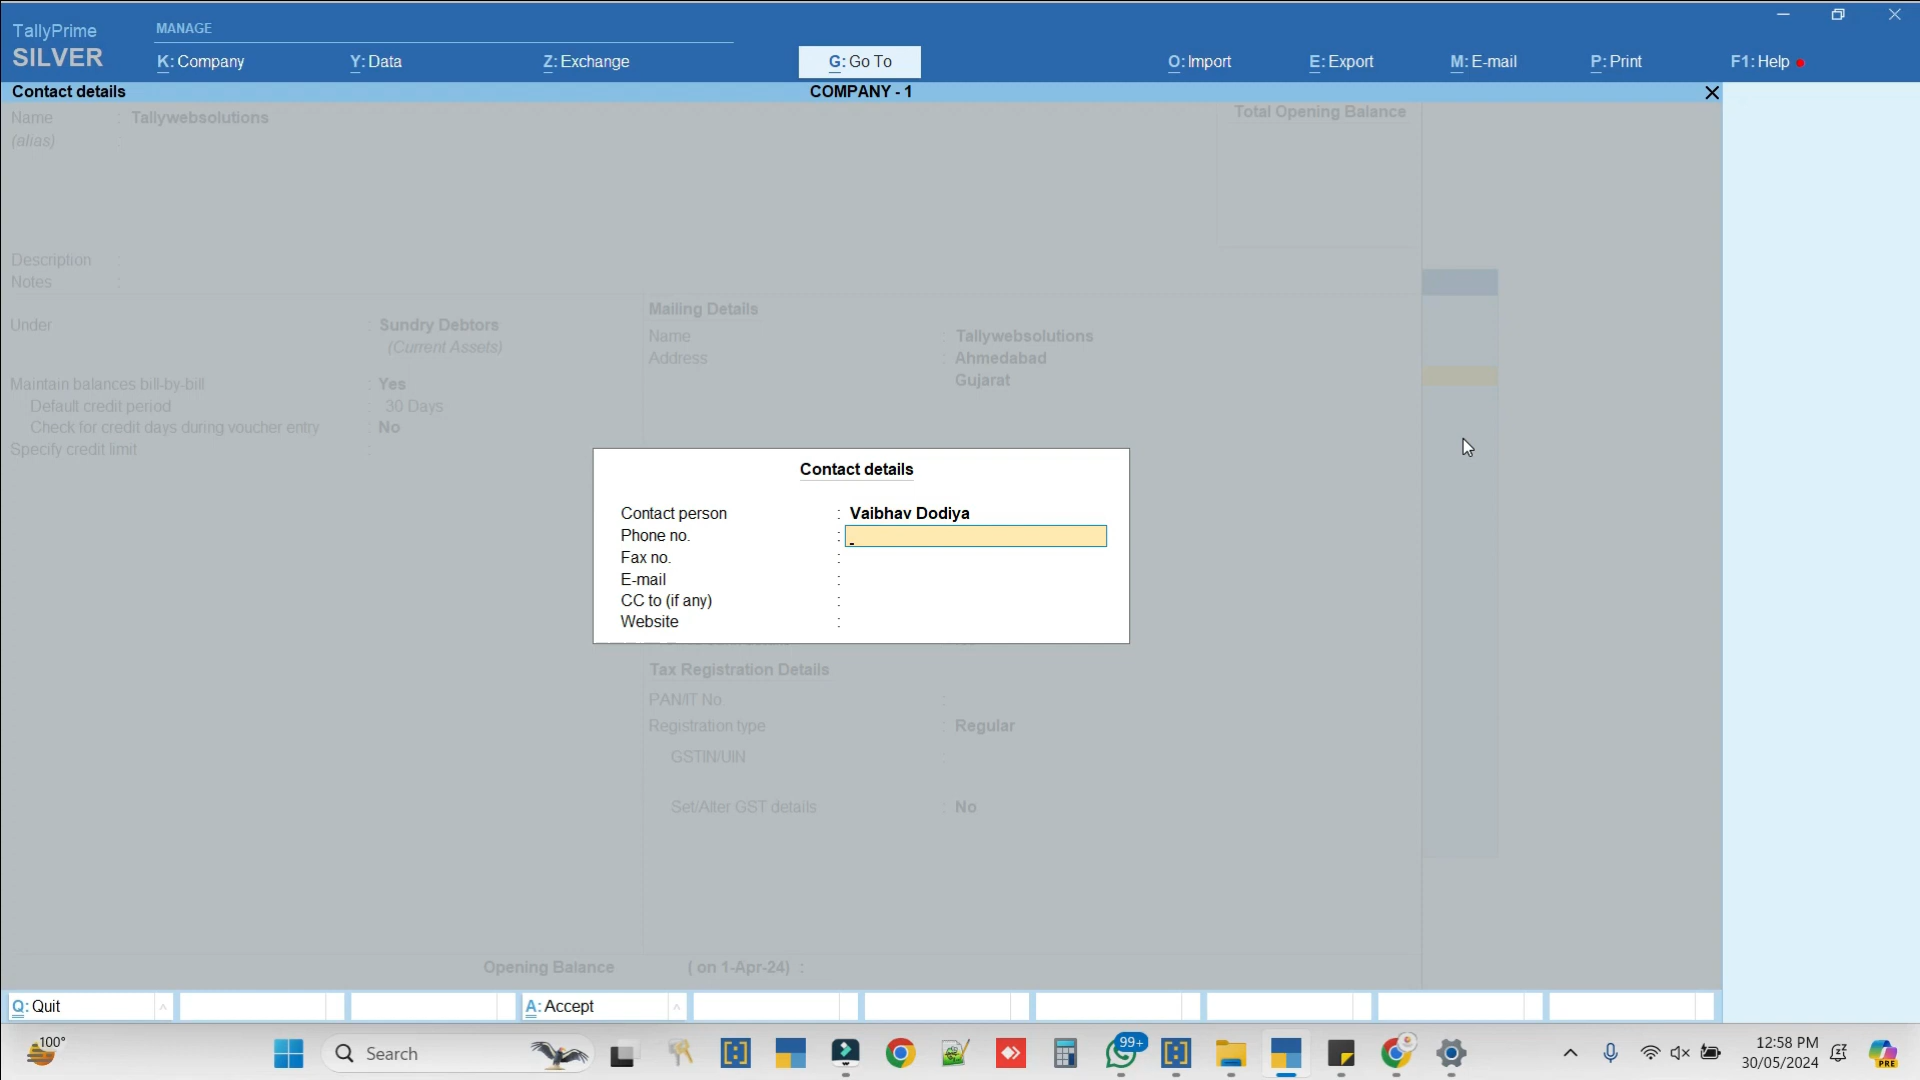 TallyPrime
SILVER
MANAGE
K: Company
Y: Data
Z: Exchange
G: Go To
O: Import
E: Export
M: E-mail
P: Print
F1: Help
Contact details
COMPANY - 1
Name : Tallywebsolutions
(alias) :
Total Opening Balance
Description :
Notes :
Under : Sundry Debtors
(Current Assets)
Maintain balances bill-by-bill : Yes
Default credit period : 30 Days
Check for credit days during voucher entry : No
Specify credit limit :
Mailing Details
Name : Tallywebsolutions
Address : Ahmedabad
Gujarat
Contact details
Contact person : Vaibhav Dodiya
Phone no. :
Fax no. :
E-mail :
CC to (if any) :
Website :
Tax Registration Details
PAN/IT No. :
Registration type : Regular
GSTIN/UIN
Set/Alter GST details : No
Opening Balance ( on 1-Apr-24) :
Q: Quit
A: Accept
100°
Search
99+
12:58 PM
30/05/2024
PRE